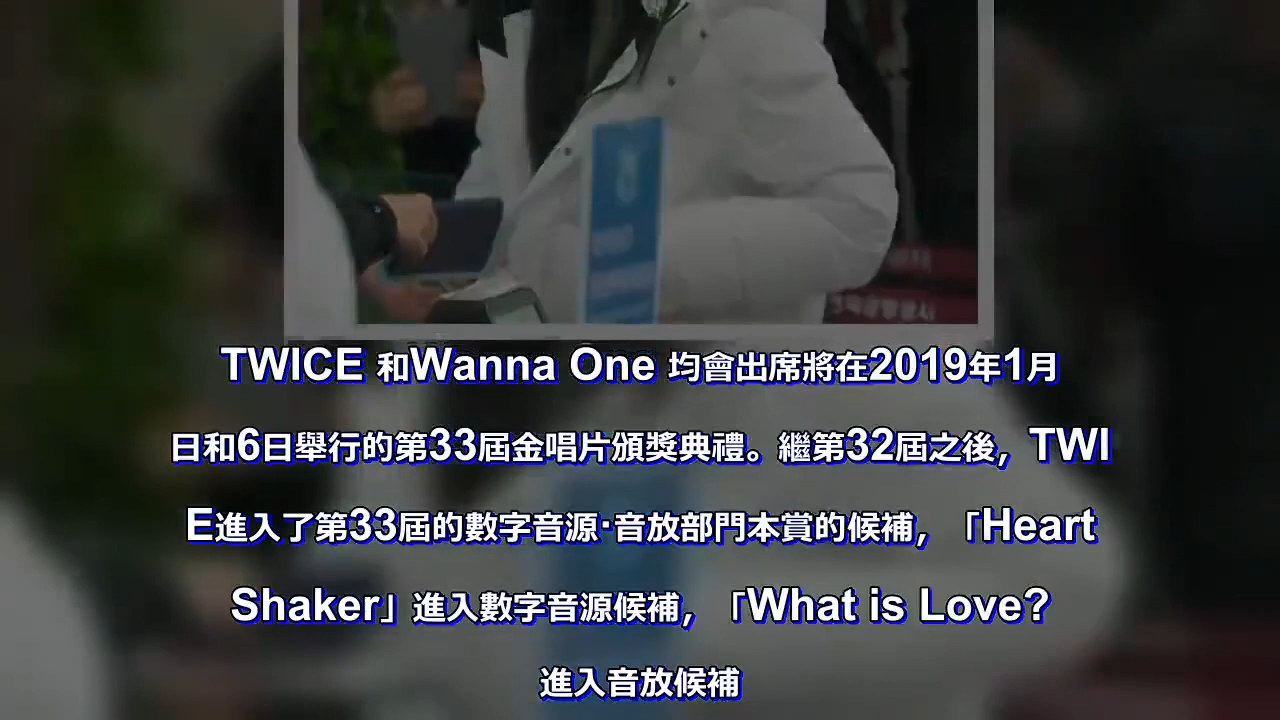 TWICE 和Wanna One 均會出席將在2019年1月
日和6日舉行的第33屆金唱片頒獎典禮。繼第32屆之後，TWI
E進入了第33屆的數字音源·音放部門本賞的候補，「Heart
Shaker」進入數字音源候補，「What is Love?
進入音放候補